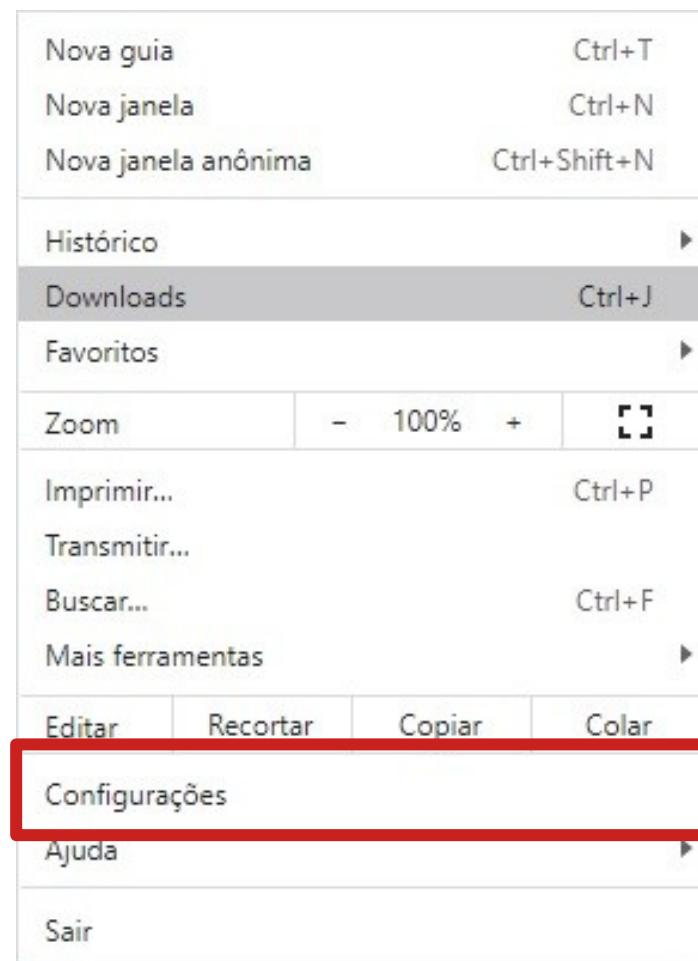 Nova guia Ctrl+T
Nova janela Ctrl+N
Nova janela anônima Ctrl+Shift+N
Histórico
Downloads Ctrl+J
Favoritos
Zoom − 100% +
Imprimir... Ctrl+P
Transmitir...
Buscar... Ctrl+F
Mais ferramentas
Editar Recortar Copiar Colar
Configurações
Ajuda
Sair